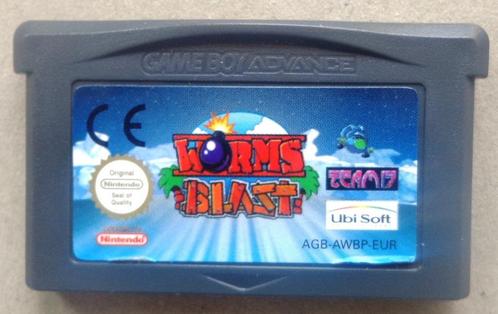 GAME BOY ADVANCE
CE
WORMS
BLAST
Original
Nintendo
Seal of
Quality
TEAM17
Ubi Soft
Nintendo
AGB-AWBP-EUR